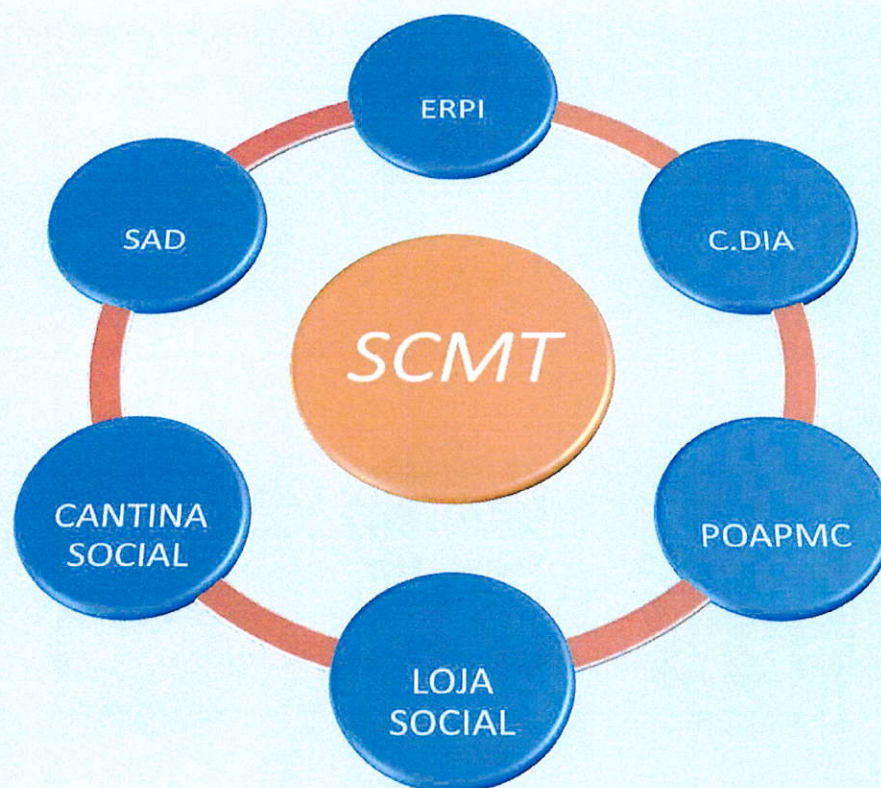 ERPI
SAD
C.DIA
SCMT
CANTINA
SOCIAL
POAPMC
LOJA
SOCIAL